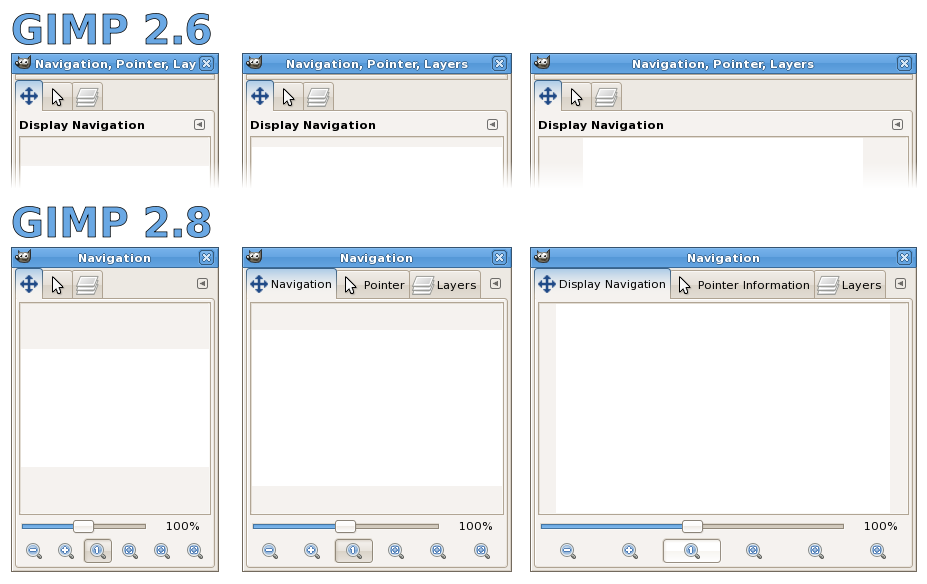 GIMP 2.6
Navigation, Pointer, Lay
Navigation, Pointer, Layers
Navigation, Pointer, Layers
Display Navigation
Display Navigation
Display Navigation
GIMP 2.8
Navigation
Navigation
Navigation
Navigation Pointer Layers
Display Navigation Pointer Information Layers
100%
100%
100%